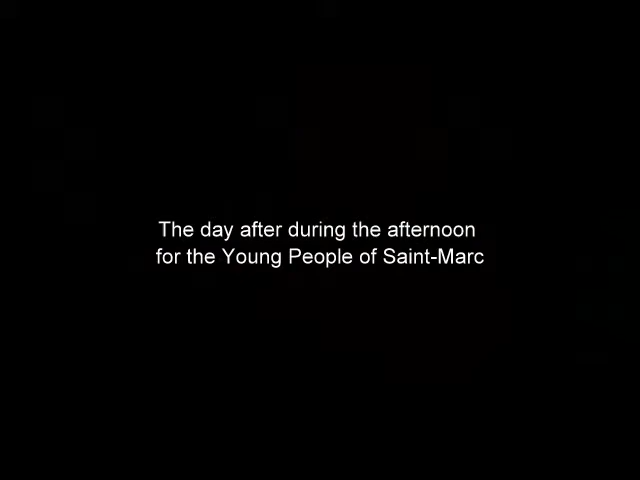 The day after during the afternoon
for the Young People of Saint-Marc